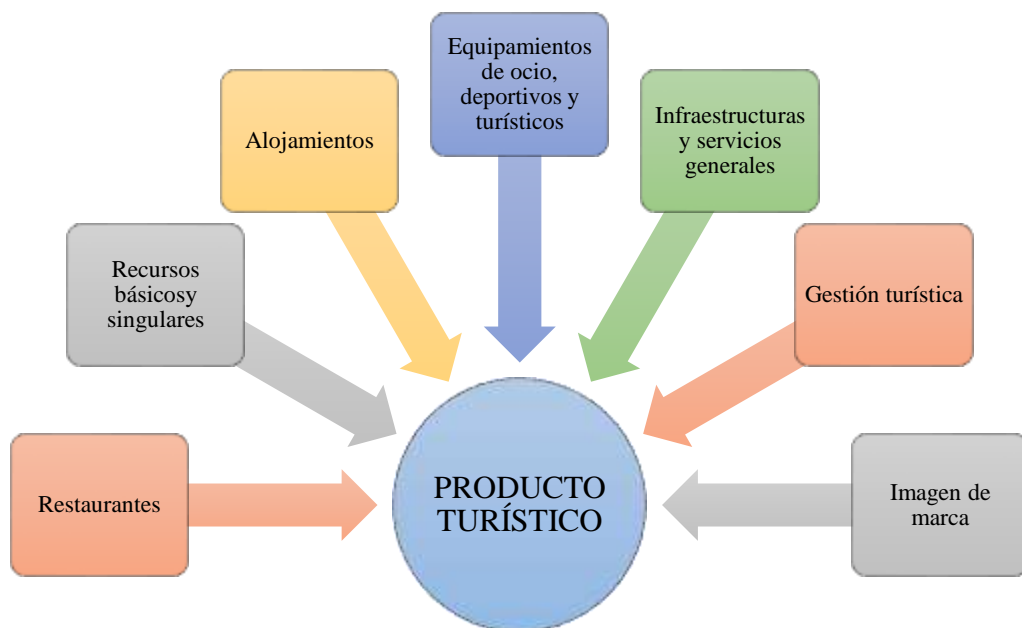 Equipamientos
de ocio,
deportivos y
turísticos
Alojamientos
Infraestructuras
y servicios
generales
Recursos
básicosy
singulares
Gestión turística
Restaurantes
PRODUCTO
TURÍSTICO
Imagen de
marca